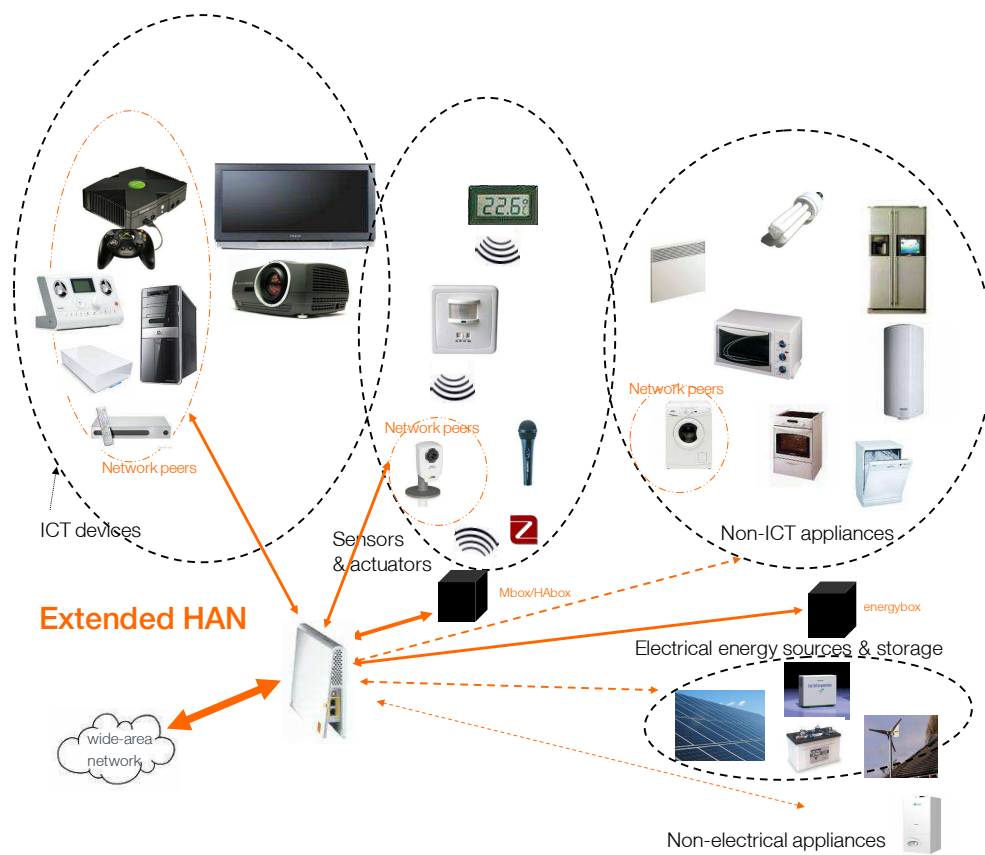 22.6°
Network peers
Network peers
Network peers
ICT devices
Sensors
& actuators
Non-ICT appliances
Mbox/HAbox
energybox
Extended HAN
Electrical energy sources & storage
wide-area
network
Non-electrical appliances